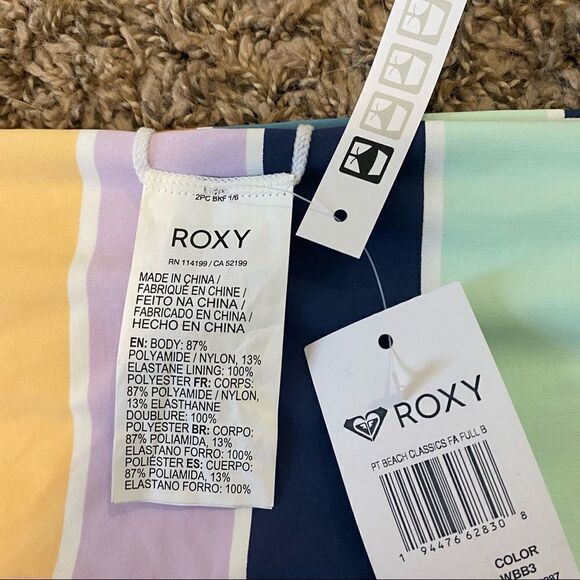 2PC BRF 1/6
ROXY
RN 114199 / CA 52199
MADE IN CHINA /
FABRIQUÉ EN CHINE /
FEITO NA CHINA /
FABRICADO EN CHINA /
HECHO EN CHINA
EN: BODY: 87%
POLYAMIDE / NYLON, 13%
ELASTANE LINING: 100%
POLYESTER FR: CORPS:
87% POLYAMIDE / NYLON,
13% ELASTHANNE
DOUBLURE: 100%
POLYESTER BR: CORPO:
87% POLIAMIDA, 13%
ELASTANO FORRO: 100%
POLIÉSTER ES: CUERPO:
87% POLIAMIDA, 13%
ELASTANO FORRO: 100%
ROXY
PT BEACH CLASSICS FA FULL B
1 94476 62830 8
COLOR
WBB3